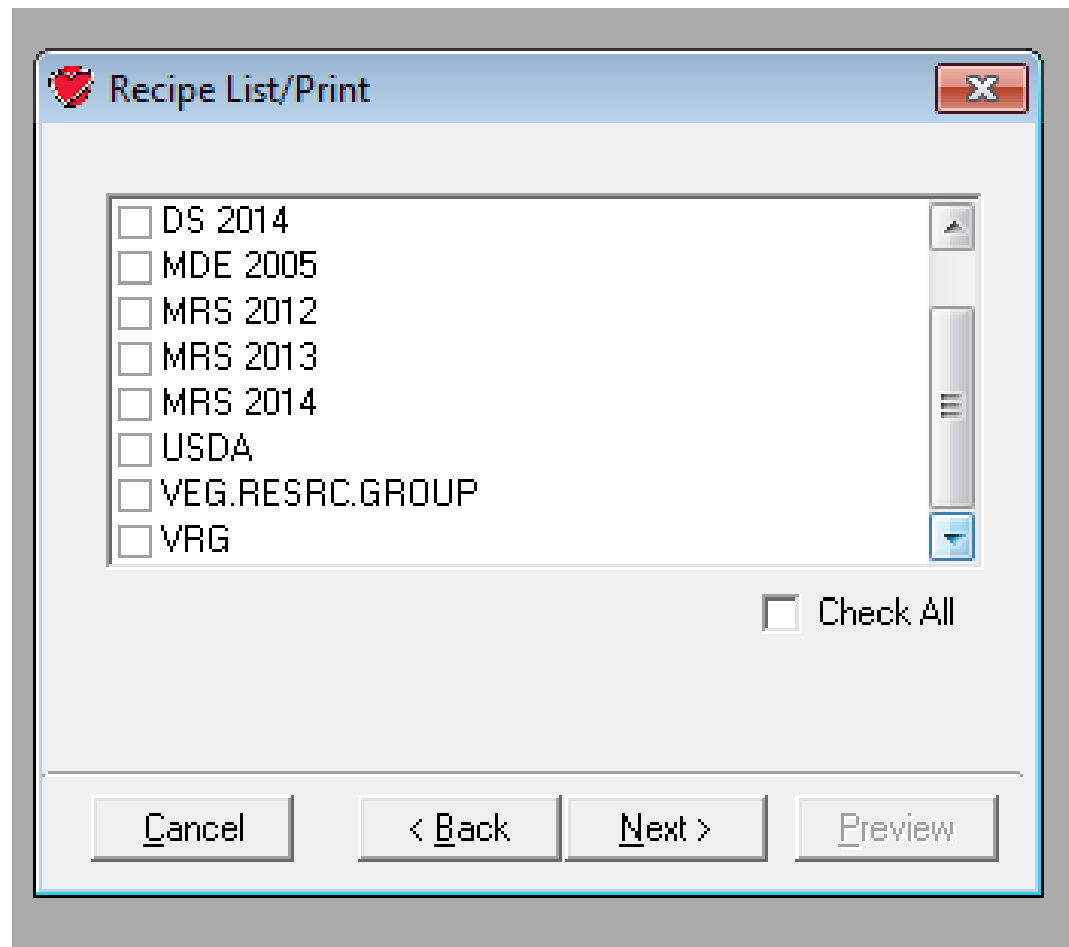 Recipe List/Print
DS 2014
MDE 2005
MRS 2012
MRS 2013
MRS 2014
USDA
VEG.RESRC.GROUP
VRG
Check All
Cancel
< Back
Next >
Preview